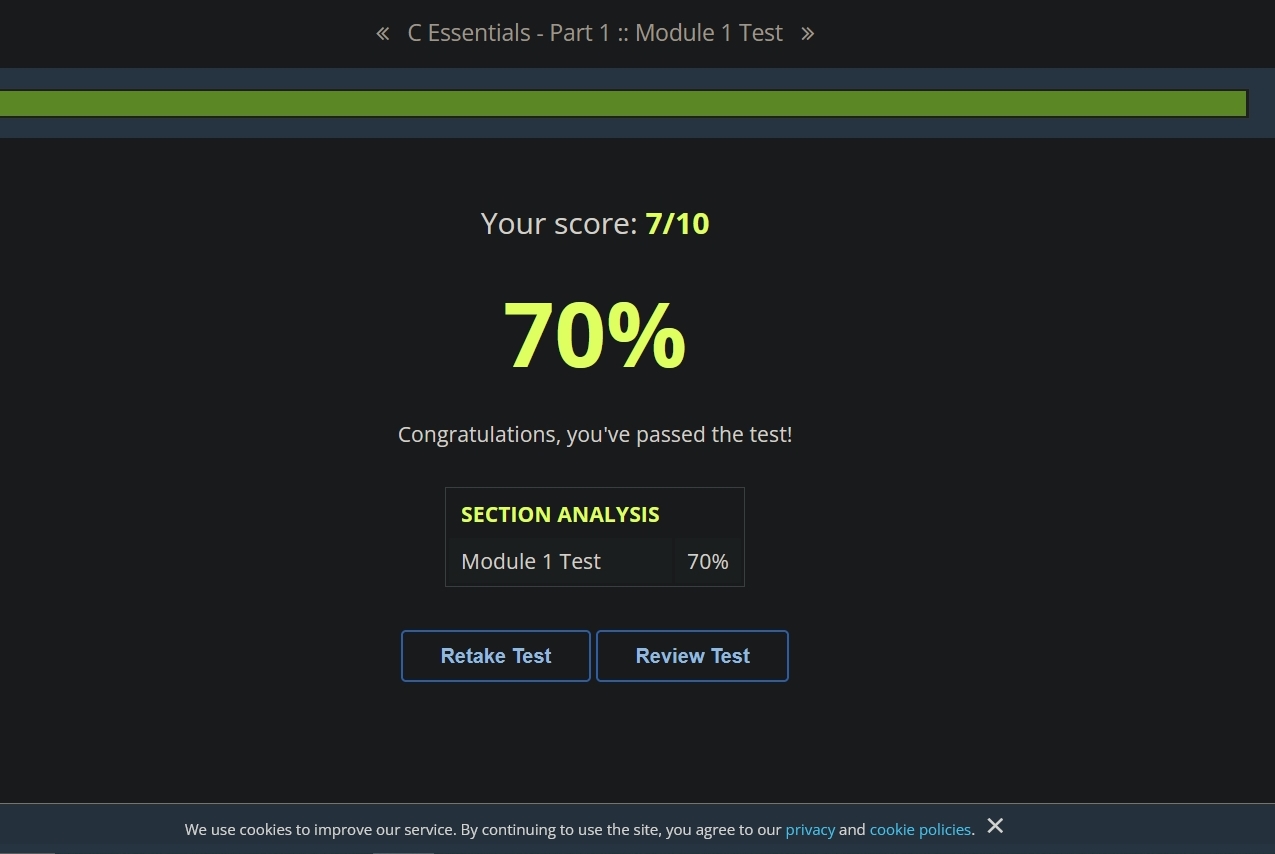 « C Essentials - Part 1 :: Module 1 Test »
Your score: 7/10
70%
Congratulations, you've passed the test!
SECTION ANALYSIS
Module 1 Test 70%
Retake Test Review Test
We use cookies to improve our service. By continuing to use the site, you agree to our privacy and cookie policies. ✕